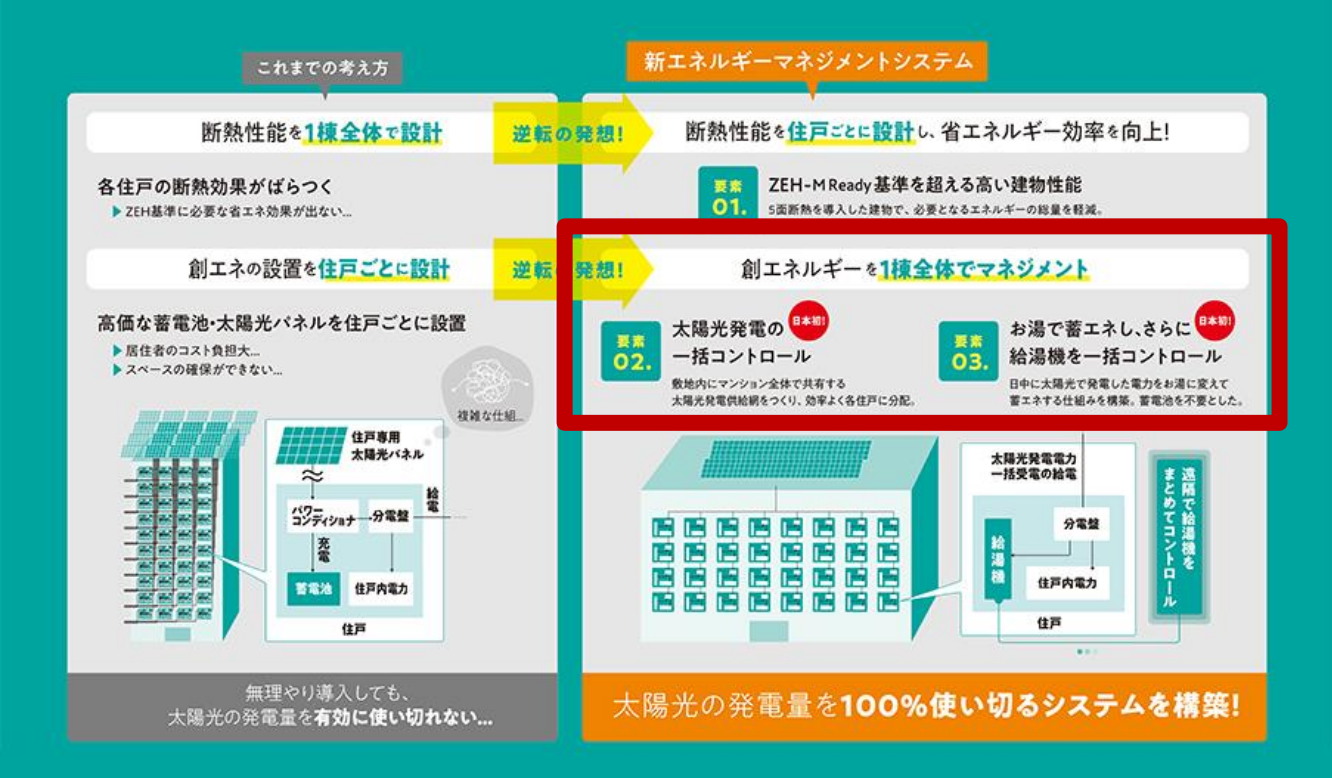 これまでの考え方
新エネルギーマネジメントシステム
断熱性能を1棟全体で設計
逆転の発想!
断熱性能を住戸ごとに設計し、省エネルギー効率を向上!
各住戸の断熱効果がばらつく
▶ZEH基準に必要な省エネ効果が出ない...
要素
01.
ZEH-M Ready基準を超える高い建物性能
5面断熱を導入した建物で、必要となるエネルギーの総量を軽減。
創エネの設置を住戸ごとに設計
逆転の発想!
創エネルギーを1棟全体でマネジメント
高価な蓄電池・太陽光パネルを住戸ごとに設置
▶居住者のコスト負担大...
▶スペースの確保ができない...
複雑な仕組...
要素
02.
太陽光発電の
日本初!
一括コントロール
敷地内にマンション全体で共有する
太陽光発電供給網をつくり、効率よく各住戸に分配。
要素
03.
お湯で蓄エネし、さらに
日本初!
給湯機を一括コントロール
日中に太陽光で発電した電力をお湯に変えて
蓄エネする仕組みを構築。蓄電池を不要とした。
住戸専用
太陽光パネル
パワー
コンディショナ
分電盤
給電
充電
蓄電池
住戸内電力
住戸
太陽光発電電力
一括受電の給電
分電盤
給湯機
住戸内電力
住戸
遠隔で給湯機を
まとめてコントロール
無理やり導入しても、
太陽光の発電量を有効に使い切れない...
太陽光の発電量を100%使い切るシステムを構築!